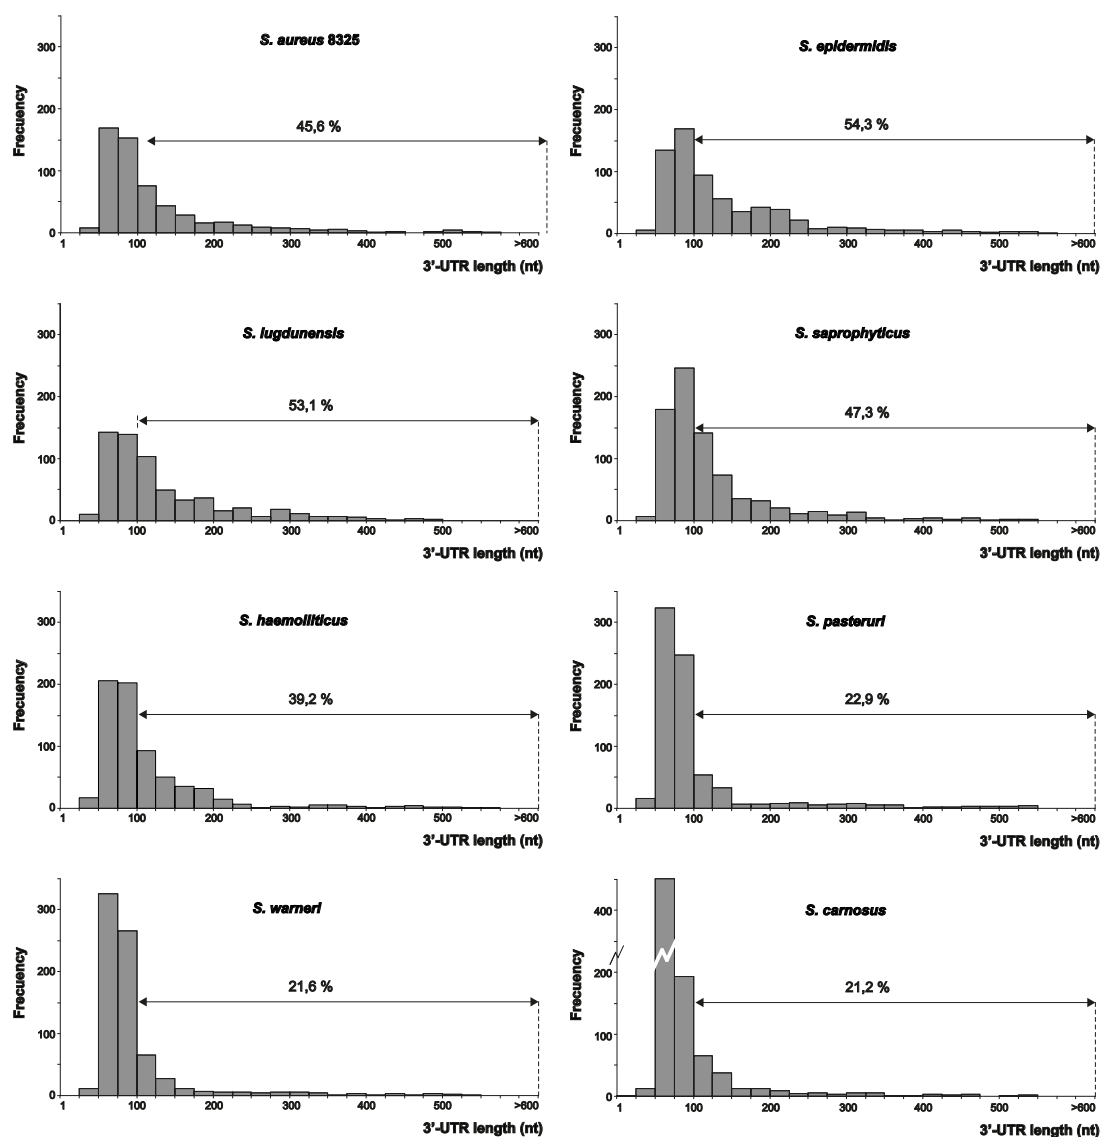 S. aureus 8325
Frecuency
300
200
100
0
45,6 %
1 100 200 300 400 500 >600
3'-UTR length (nt)
S. epidermidis
Frecuency
300
200
100
0
54,3 %
1 100 200 300 400 500 >600
3'-UTR length (nt)
S. lugdunensis
Frecuency
300
200
100
0
53,1 %
1 100 200 300 400 500 >600
3'-UTR length (nt)
S. saprophyticus
Frecuency
300
200
100
0
47,3 %
1 100 200 300 400 500 >600
3'-UTR length (nt)
S. haemoliiticus
Frecuency
300
200
100
0
39,2 %
1 100 200 300 400 500 >600
3'-UTR length (nt)
S. pasteruri
Frecuency
300
200
100
0
22,9 %
1 100 200 300 400 500 >600
3'-UTR length (nt)
S. warneri
Frecuency
300
200
100
0
21,6 %
1 100 200 300 400 500 >600
3'-UTR length (nt)
S. carnosus
Frecuency
400
200
100
0
21,2 %
1 100 200 300 400 500 >600
3'-UTR length (nt)